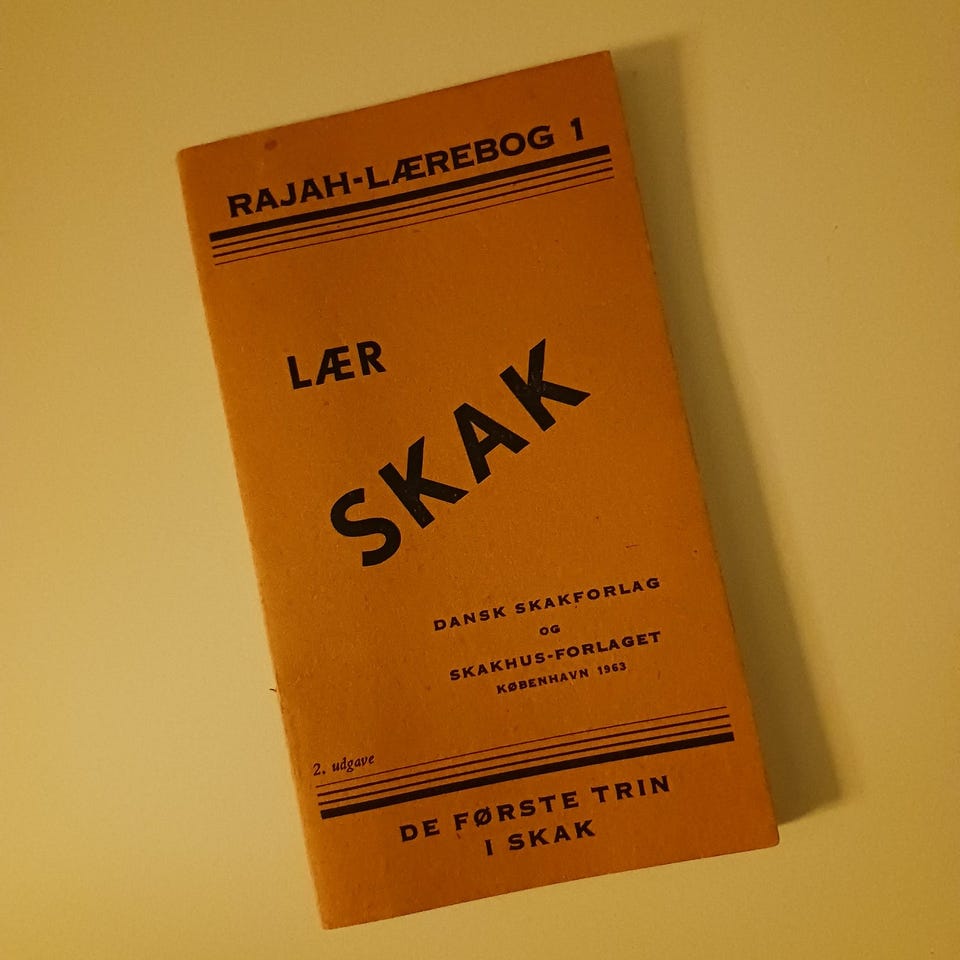 RAJAH-LÆREBOG 1
LÆR
SKAK
DANSK SKAKFORLAG
OG
SKAKHUS-FORLAGET
KØBENHAVN 1963
2. udgave
DE FØRSTE TRIN
I SKAK